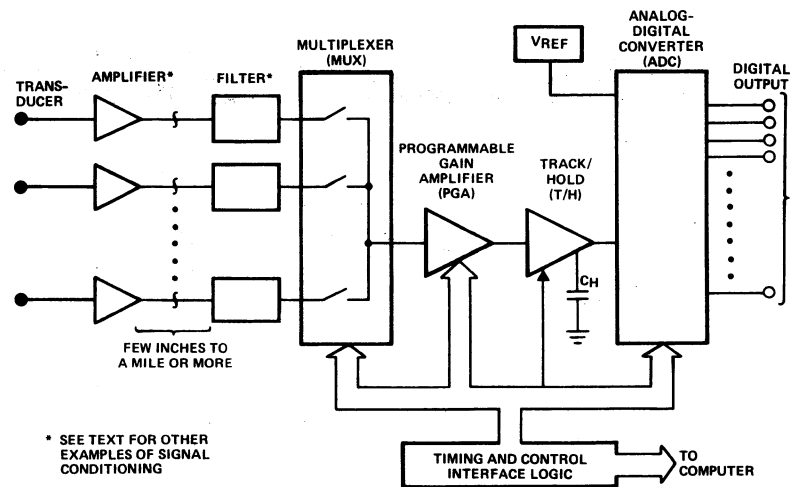 TRANS-
DUCER
AMPLIFIER*
FILTER*
MULTIPLEXER
(MUX)
PROGRAMMABLE
GAIN
AMPLIFIER
(PGA)
TRACK/
HOLD
(T/H)
CH
VREF
ANALOG-
DIGITAL
CONVERTER
(ADC)
DIGITAL
OUTPUT
FEW INCHES TO
A MILE OR MORE
* SEE TEXT FOR OTHER
EXAMPLES OF SIGNAL
CONDITIONING
TIMING AND CONTROL
INTERFACE LOGIC
TO
COMPUTER